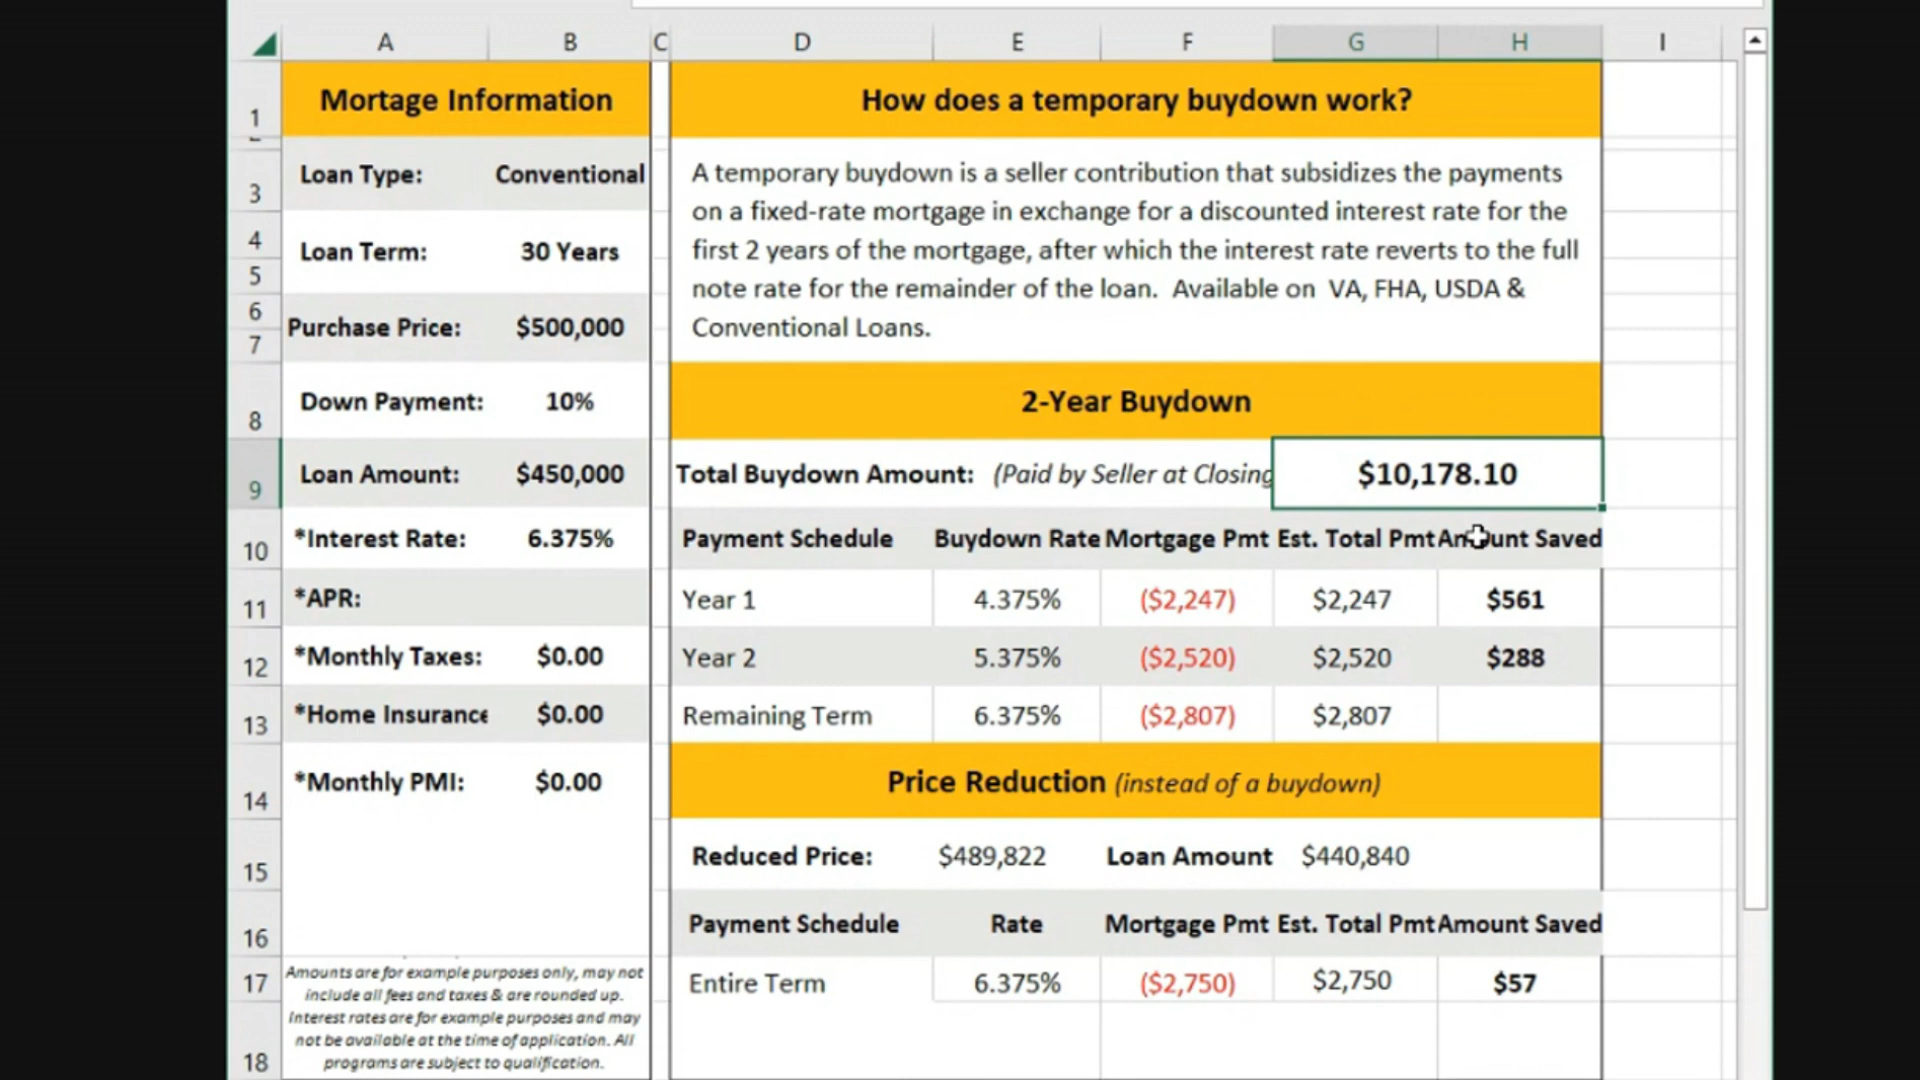 A B C D E F G H I
1 Mortage Information How does a temporary buydown work?
3 Loan Type: Conventional
4 Loan Term: 30 Years
5
6 Purchase Price: $500,000
7
A temporary buydown is a seller contribution that subsidizes the payments
on a fixed-rate mortgage in exchange for a discounted interest rate for the
first 2 years of the mortgage, after which the interest rate reverts to the full
note rate for the remainder of the loan. Available on VA, FHA, USDA &
Conventional Loans.
8 Down Payment: 10% 2-Year Buydown
9 Loan Amount: $450,000 Total Buydown Amount: (Paid by Seller at Closing $10,178.10
10 *Interest Rate: 6.375% Payment Schedule Buydown Rate Mortgage Pmt Est. Total Pmt Amount Saved
11 *APR: Year 1 4.375% ($2,247) $2,247 $561
12 *Monthly Taxes: $0.00 Year 2 5.375% ($2,520) $2,520 $288
13 *Home Insurance $0.00 Remaining Term 6.375% ($2,807) $2,807
14 *Monthly PMI: $0.00 Price Reduction (instead of a buydown)
15 Reduced Price: $489,822 Loan Amount $440,840
16 Payment Schedule Rate Mortgage Pmt Est. Total Pmt Amount Saved
17 Entire Term 6.375% ($2,750) $2,750 $57
18
Amounts are for example purposes only, may not
include all fees and taxes & are rounded up.
Interest rates are for example purposes and may
not be available at the time of application. All
programs are subject to qualification.